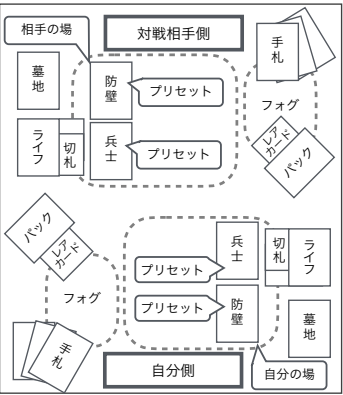 相手の場
対戦相手側
手札
墓地
防壁
プリセット
フォグ
ライフ
切札
兵士
プリセット
レアカード
パック
パック
レアカード
フォグ
手札
兵士
切札
ライフ
プリセット
プリセット
防壁
墓地
自分側
自分の場